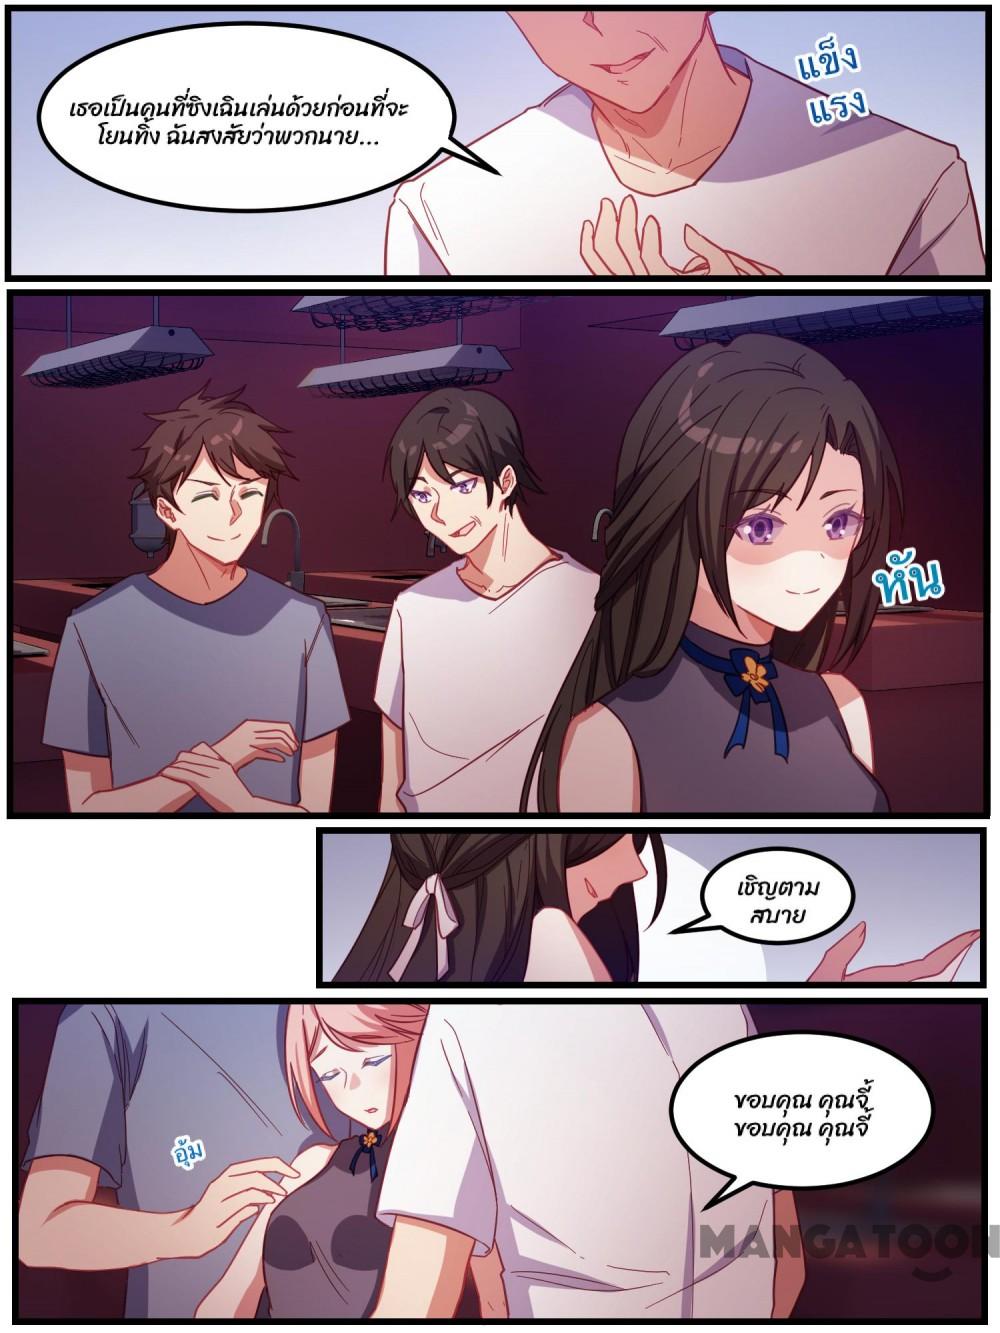 เธอเป็นคนที่ซิงเฉินเล่นด้วยก่อนที่จะ
โยนทิ้ง ฉันสงสัยว่าพวกนาย...
แข็ง
แรง
หัน
เชิญตาม
สบาย
ขอบคุณ คุณจี้
ขอบคุณ คุณจี้
อุ้ม
MANGATOON